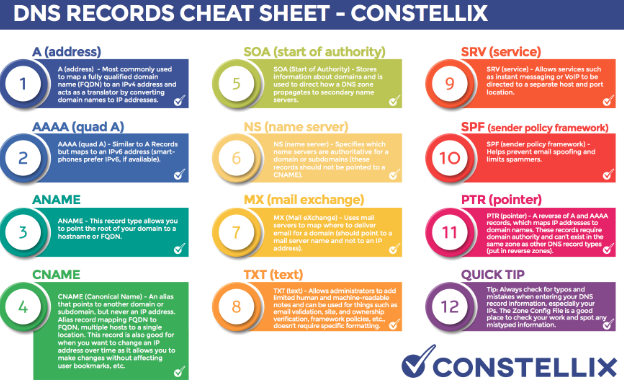 DNS RECORDS CHEAT SHEET - CONSTELLIX
A (address)
1
A (address) - Most commonly used
to map a fully qualified domain
name (FQDN) to an IPv4 address and
acts as a translator by converting
domain names to IP addresses.
AAAA (quad A)
2
AAAA (quad A) - Similar to A Records
but maps to an IPv6 address (smart-
phones prefer IPv6, if available).
ANAME
3
ANAME - This record type allows you
to point the root of your domain to a
hostname or FQDN.
CNAME
4
CNAME (Canonical Name) - An alias
that points to another domain or
subdomain, but never an IP address.
Alias record mapping FQDN to
FQDN, multiple hosts to a single
location. This record is also good for
when you want to change an IP
address over time as it allows you to
make changes without affecting
user bookmarks, etc.
SOA (start of authority)
5
SOA (Start of Authority) - Stores
information about domains and is
used to direct how a DNS zone
propagates to secondary name
servers.
NS (name server)
6
NS (name server) - Specifies which
name servers are authoritative for a
domain or subdomains (these
records should not be pointed to a
CNAME).
MX (mail exchange)
7
MX (Mail eXchange) - Uses mail
servers to map where to deliver
email for a domain (should point to a
mail server name and not to an IP
address).
TXT (text)
8
TXT (text) - Allows administrators to add
limited human and machine-readable
notes and can be used for things such as
email validation, site, and ownership
verification, framework policies, etc.,
doesn't require specific formatting.
SRV (service)
9
SRV (service) - Allows services such
as instant messaging or VoIP to be
directed to a separate host and port
location.
SPF (sender policy framework)
10
SPF (sender policy framework) -
Helps prevent email spoofing and
limits spammers.
PTR (pointer)
11
PTR (pointer) - A reverse of A and AAAA
records, which maps IP addresses to
domain names. These records require
domain authority and can't exist in the
same zone as other DNS record types
(put in reverse zones).
QUICK TIP
12
Tip: Always check for typos and
mistakes when entering your DNS
record information, especially your
IPs. The Zone Config File is a good
place to check your work and spot any
mistyped information.
CONSTELLIX